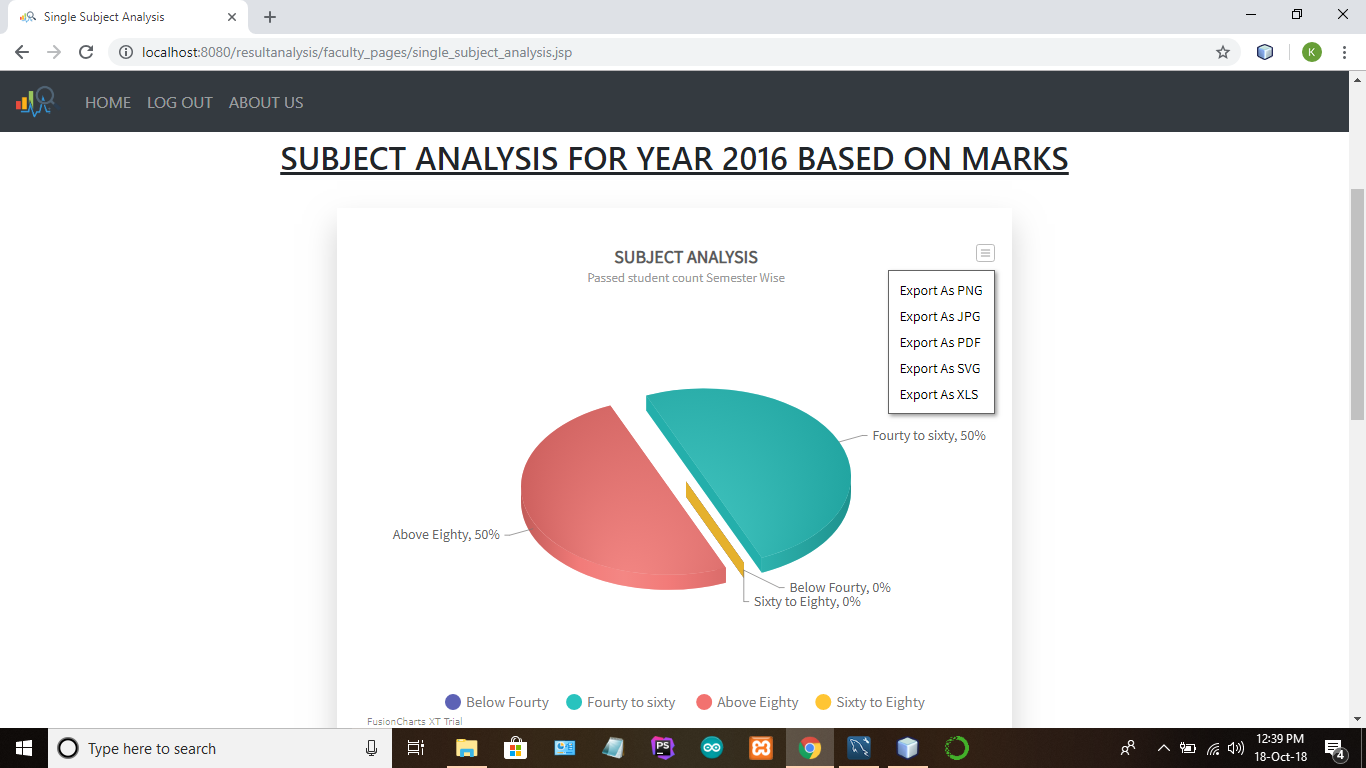 Single Subject Analysis
localhost:8080/resultanalysis/faculty_pages/single_subject_analysis.jsp
K
HOME LOG OUT ABOUT US
SUBJECT ANALYSIS FOR YEAR 2016 BASED ON MARKS
SUBJECT ANALYSIS
Passed student count Semester Wise
Export As PNG
Export As JPG
Export As PDF
Export As SVG
Export As XLS
Fourty to sixty, 50%
Above Eighty, 50%
Below Fourty, 0%
Sixty to Eighty, 0%
Below Fourty Fourty to sixty Above Eighty Sixty to Eighty
FusionCharts XT Trial
Type here to search
PS
12:39 PM
18-Oct-18
4